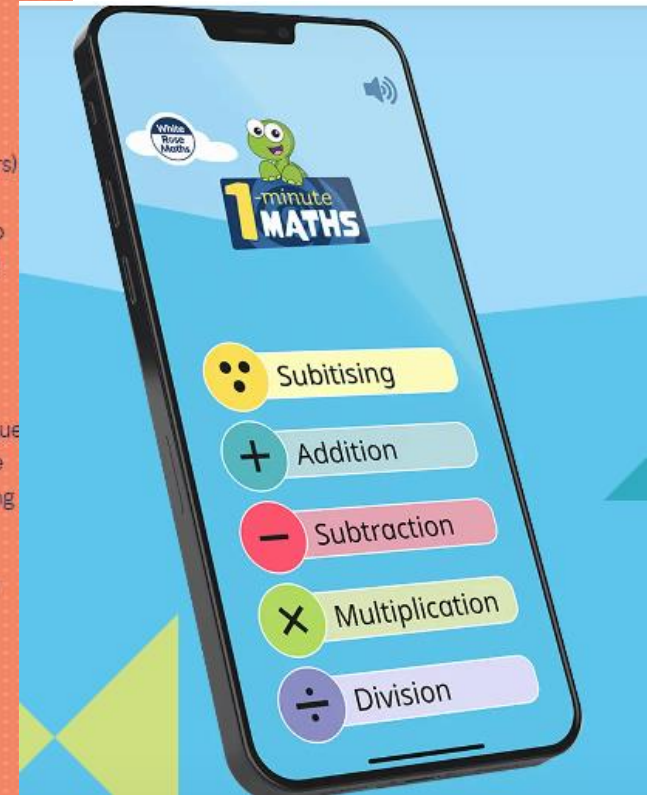 White
Rose
Maths
1-minute
MATHS
Subitising
+ Addition
− Subtraction
× Multiplication
÷ Division